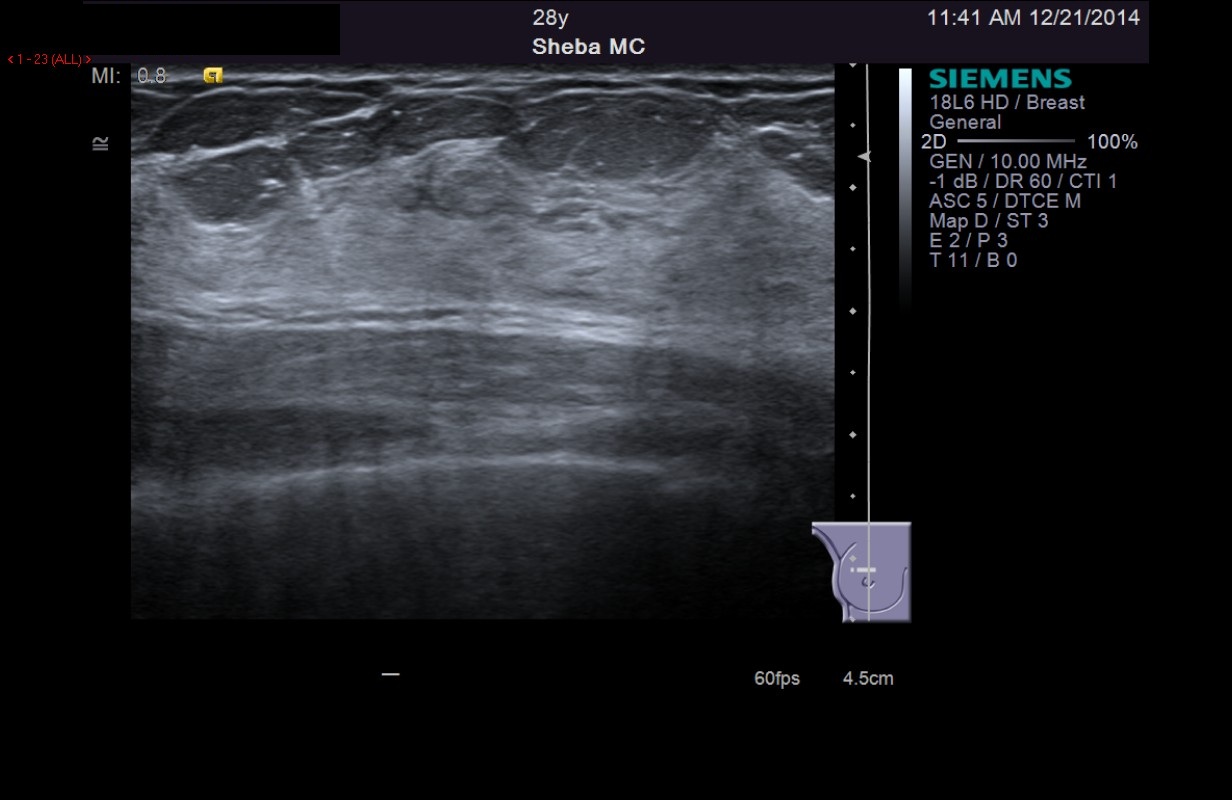 28y
11:41 AM 12/21/2014
Sheba MC
< 1 - 23 (ALL) >
MI: 0.8
SIEMENS
18L6 HD / Breast
General
2D 100%
GEN / 10.00 MHz
-1 dB / DR 60 / CTI 1
ASC 5 / DTCE M
Map D / ST 3
E 2 / P 3
T 11 / B 0
60fps 4.5cm